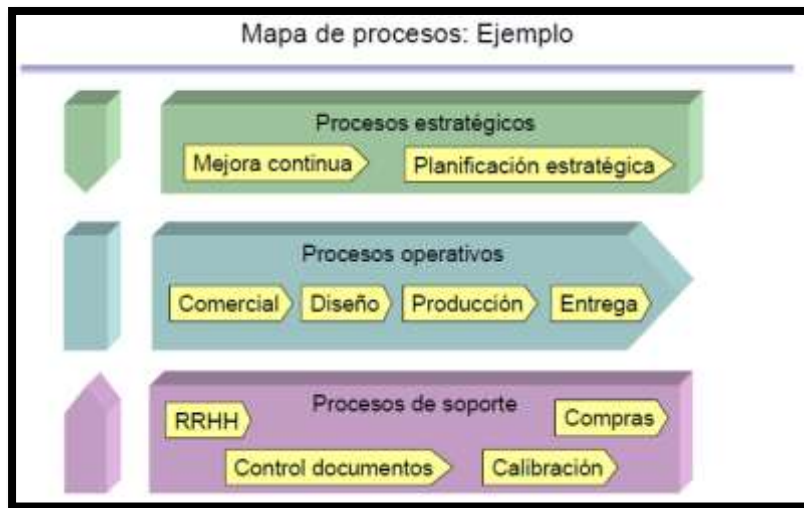 Mapa de procesos: Ejemplo
Procesos estratégicos
Mejora continua
Planificación estratégica
Procesos operativos
Comercial
Diseño
Producción
Entrega
Procesos de soporte
RRHH
Compras
Control documentos
Calibración